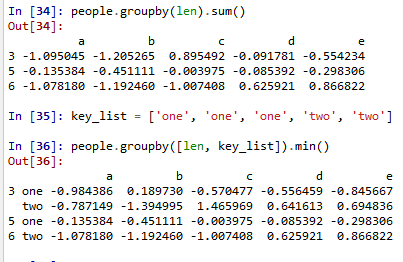 In [34]: people.groupby(len).sum()
Out[34]:
a b c d e
3 -1.095045 -1.205265 0.895492 -0.091781 -0.554234
5 -0.135384 -0.451111 -0.003975 -0.085392 -0.298306
6 -1.078180 -1.192460 -1.007408 0.625921 0.866822
In [35]: key_list = ['one', 'one', 'one', 'two', 'two']
In [36]: people.groupby([len, key_list]).min()
Out[36]:
a b c d e
3 one -0.984386 0.189730 -0.570477 -0.556459 -0.845667
two -0.787149 -1.394995 1.465969 0.641613 0.694836
5 one -0.135384 -0.451111 -0.003975 -0.085392 -0.298306
6 two -1.078180 -1.192460 -1.007408 0.625921 0.866822